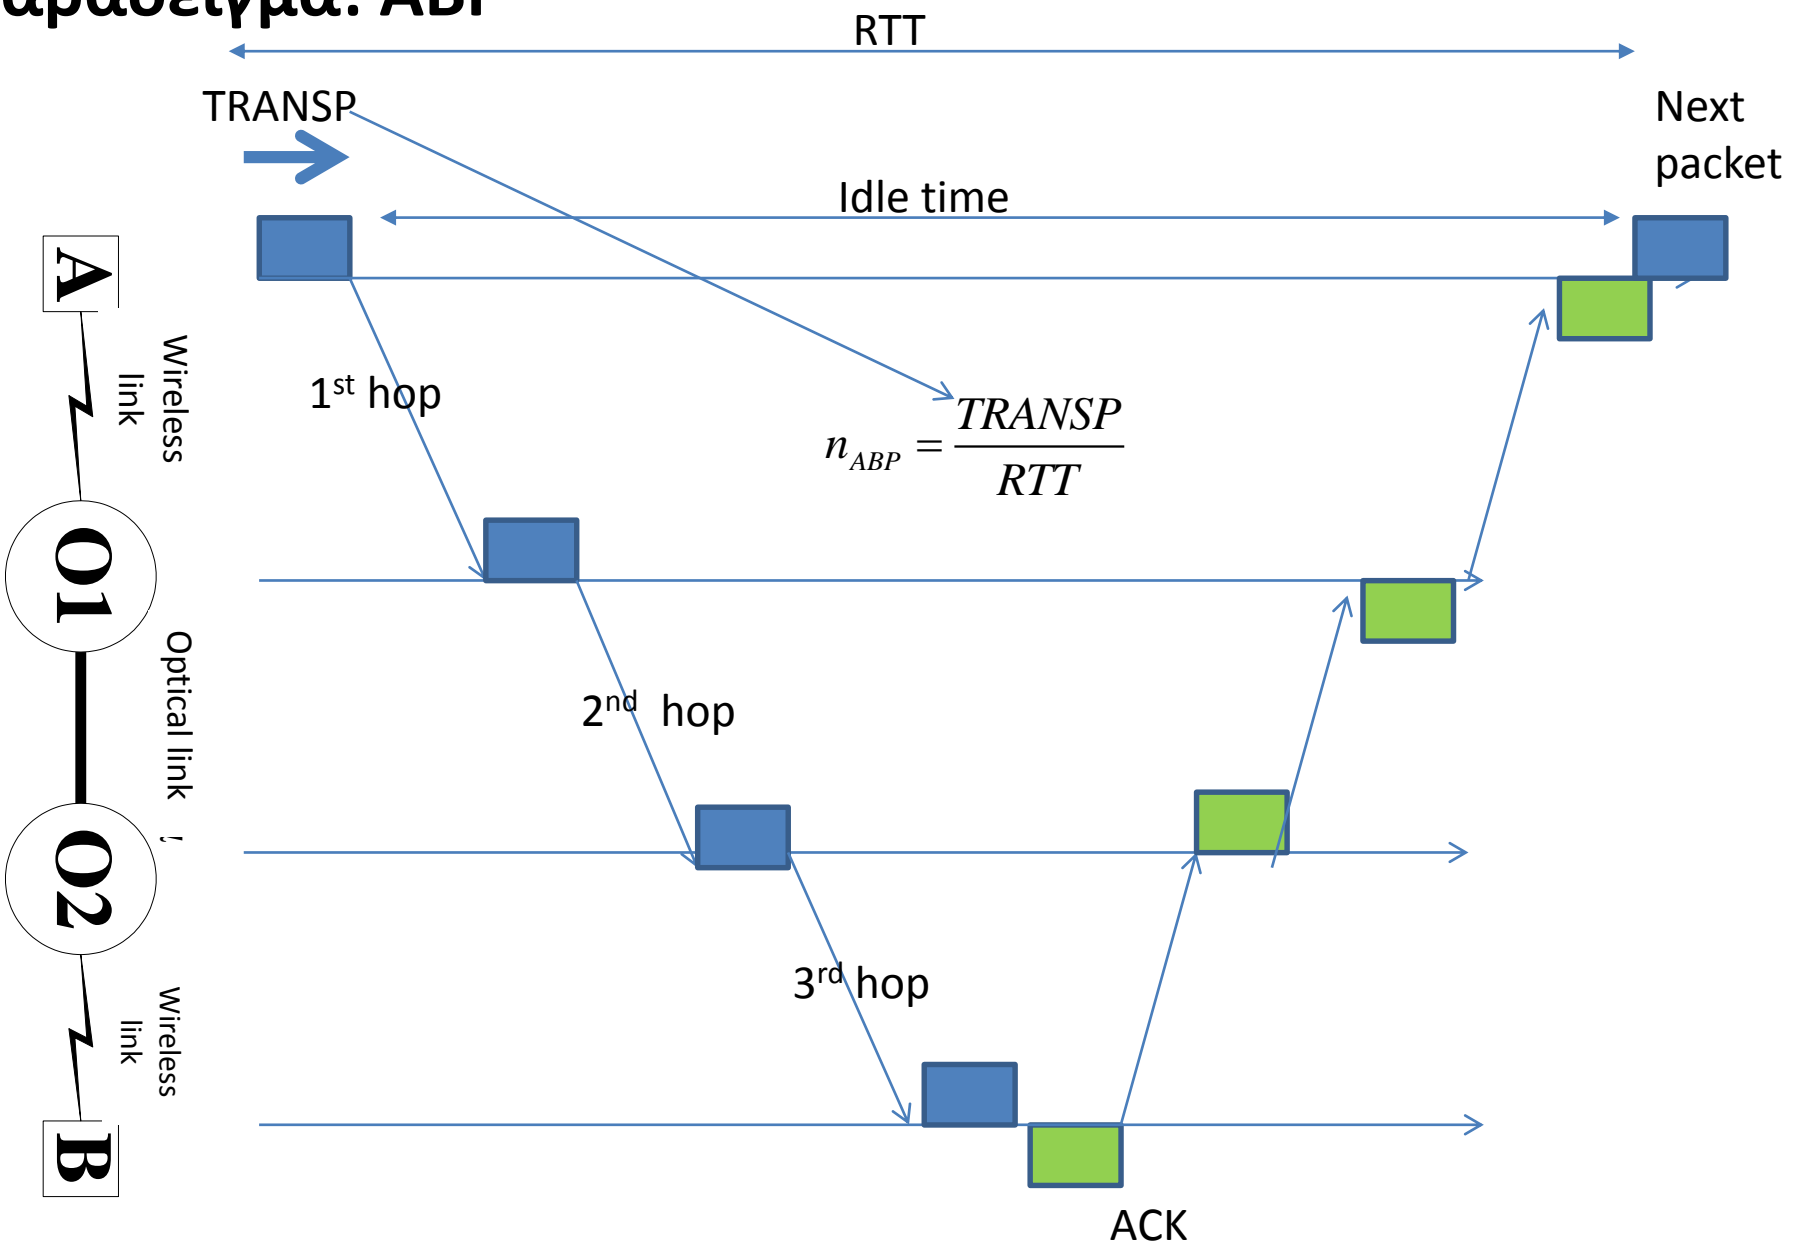 RTT
TRANSP
Next
packet
Idle time
A
Wireless
link
1st hop
n_ABP = TRANSP / RTT
O1
Optical link
2nd hop
O2
3rd hop
Wireless
link
B
ACK